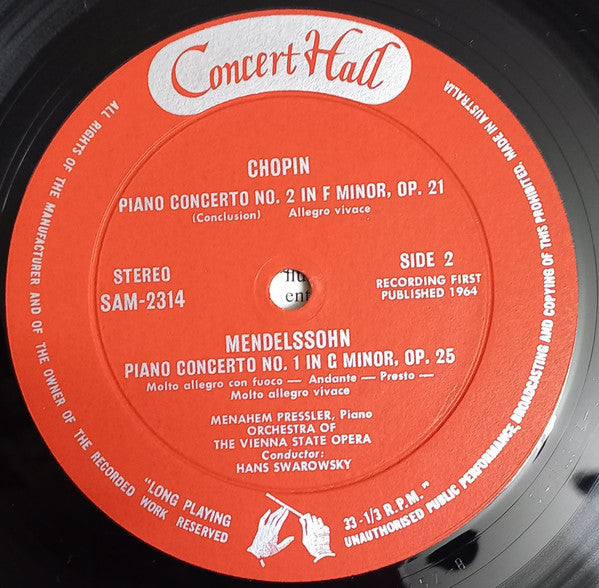 Concert Hall
CHOPIN
PIANO CONCERTO NO. 2 IN F MINOR, OP. 21
(Conclusion) Allegro vivace
STEREO
SAM-2314
SIDE 2
RECORDING FIRST
PUBLISHED 1964
MENDELSSOHN
PIANO CONCERTO NO. 1 IN G MINOR, OP. 25
Molto allegro con fuoco — Andante — Presto —
Molto allegro vivace
MENAHEM PRESSLER, Piano
ORCHESTRA OF
THE VIENNA STATE OPERA
Conductor:
HANS SWAROWSKY
ALL RIGHTS OF THE MANUFACTURER AND OF THE OWNER OF THE RECORDED WORK RESERVED
"LONG PLAYING
33-1/3 R.P.M."
UNAUTHORISED PUBLIC PERFORMANCE, BROADCASTING AND COPYING OF THIS PROHIBITED. MADE IN AUSTRALIA